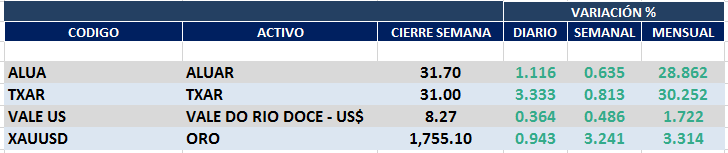 VARIACIÓN %
CODIGO ACTIVO CIERRE SEMANA DIARIO SEMANAL MENSUAL
ALUA ALUAR 31.70 1.116 0.635 28.862
TXAR TXAR 31.00 3.333 0.813 30.252
VALE US VALE DO RIO DOCE - US$ 8.27 0.364 0.486 1.722
XAUUSD ORO 1,755.10 0.943 3.241 3.314